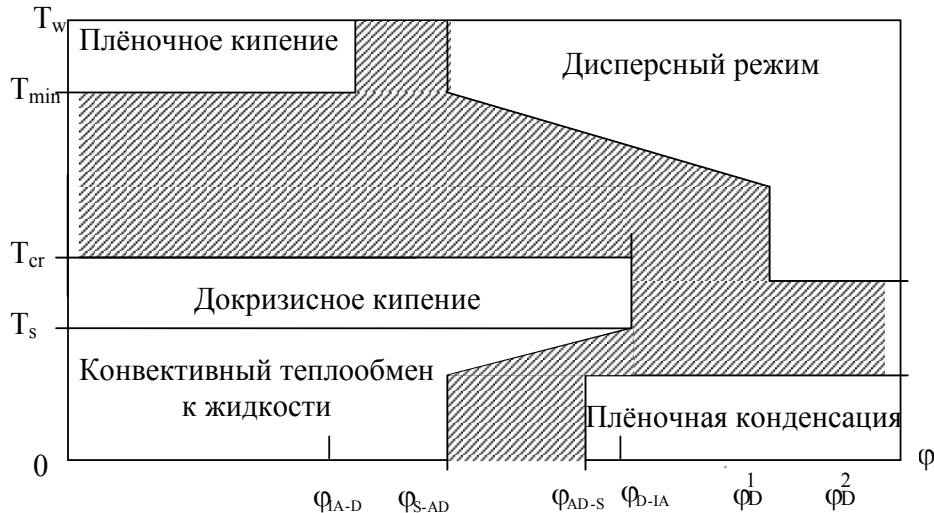 T_w
Плёночное кипение
Дисперсный режим
T_min
T_cr
Докризисное кипение
T_s
Конвективный теплообмен
к жидкости
Плёночная конденсация
0
φ
φ_IA-D
φ_S-AD
φ_AD-S
φ_D-IA
φ_D^1
φ_D^2